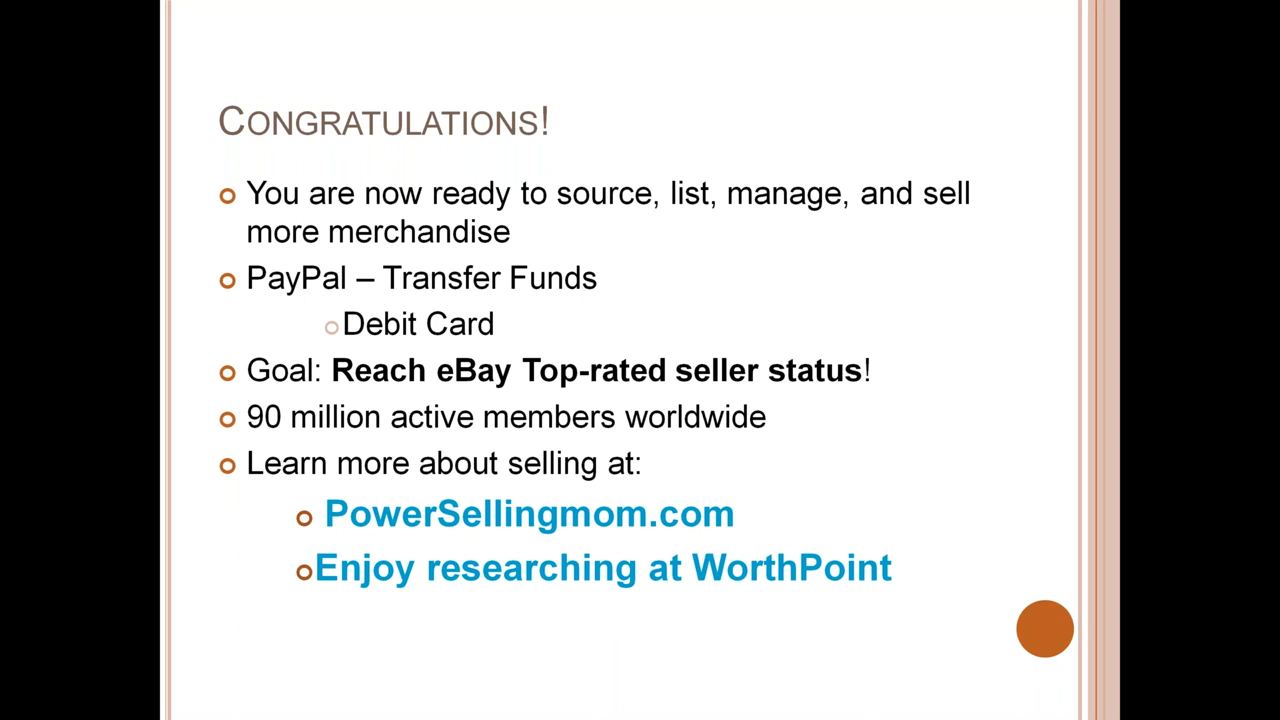 CONGRATULATIONS!
You are now ready to source, list, manage, and sell
more merchandise
PayPal – Transfer Funds
Debit Card
Goal: Reach eBay Top-rated seller status!
90 million active members worldwide
Learn more about selling at:
PowerSellingmom.com
Enjoy researching at WorthPoint